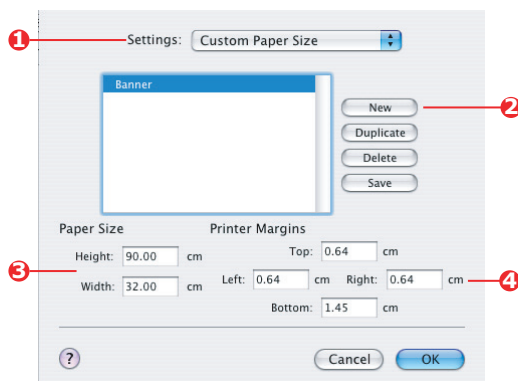 1 Settings: Custom Paper Size
Banner
New 2
Duplicate
Delete
Save
Paper Size Printer Margins
Height: 90.00 cm Top: 0.64 cm
3 Width: 32.00 cm Left: 0.64 cm Right: 0.64 cm 4
Bottom: 1.45 cm
? Cancel OK